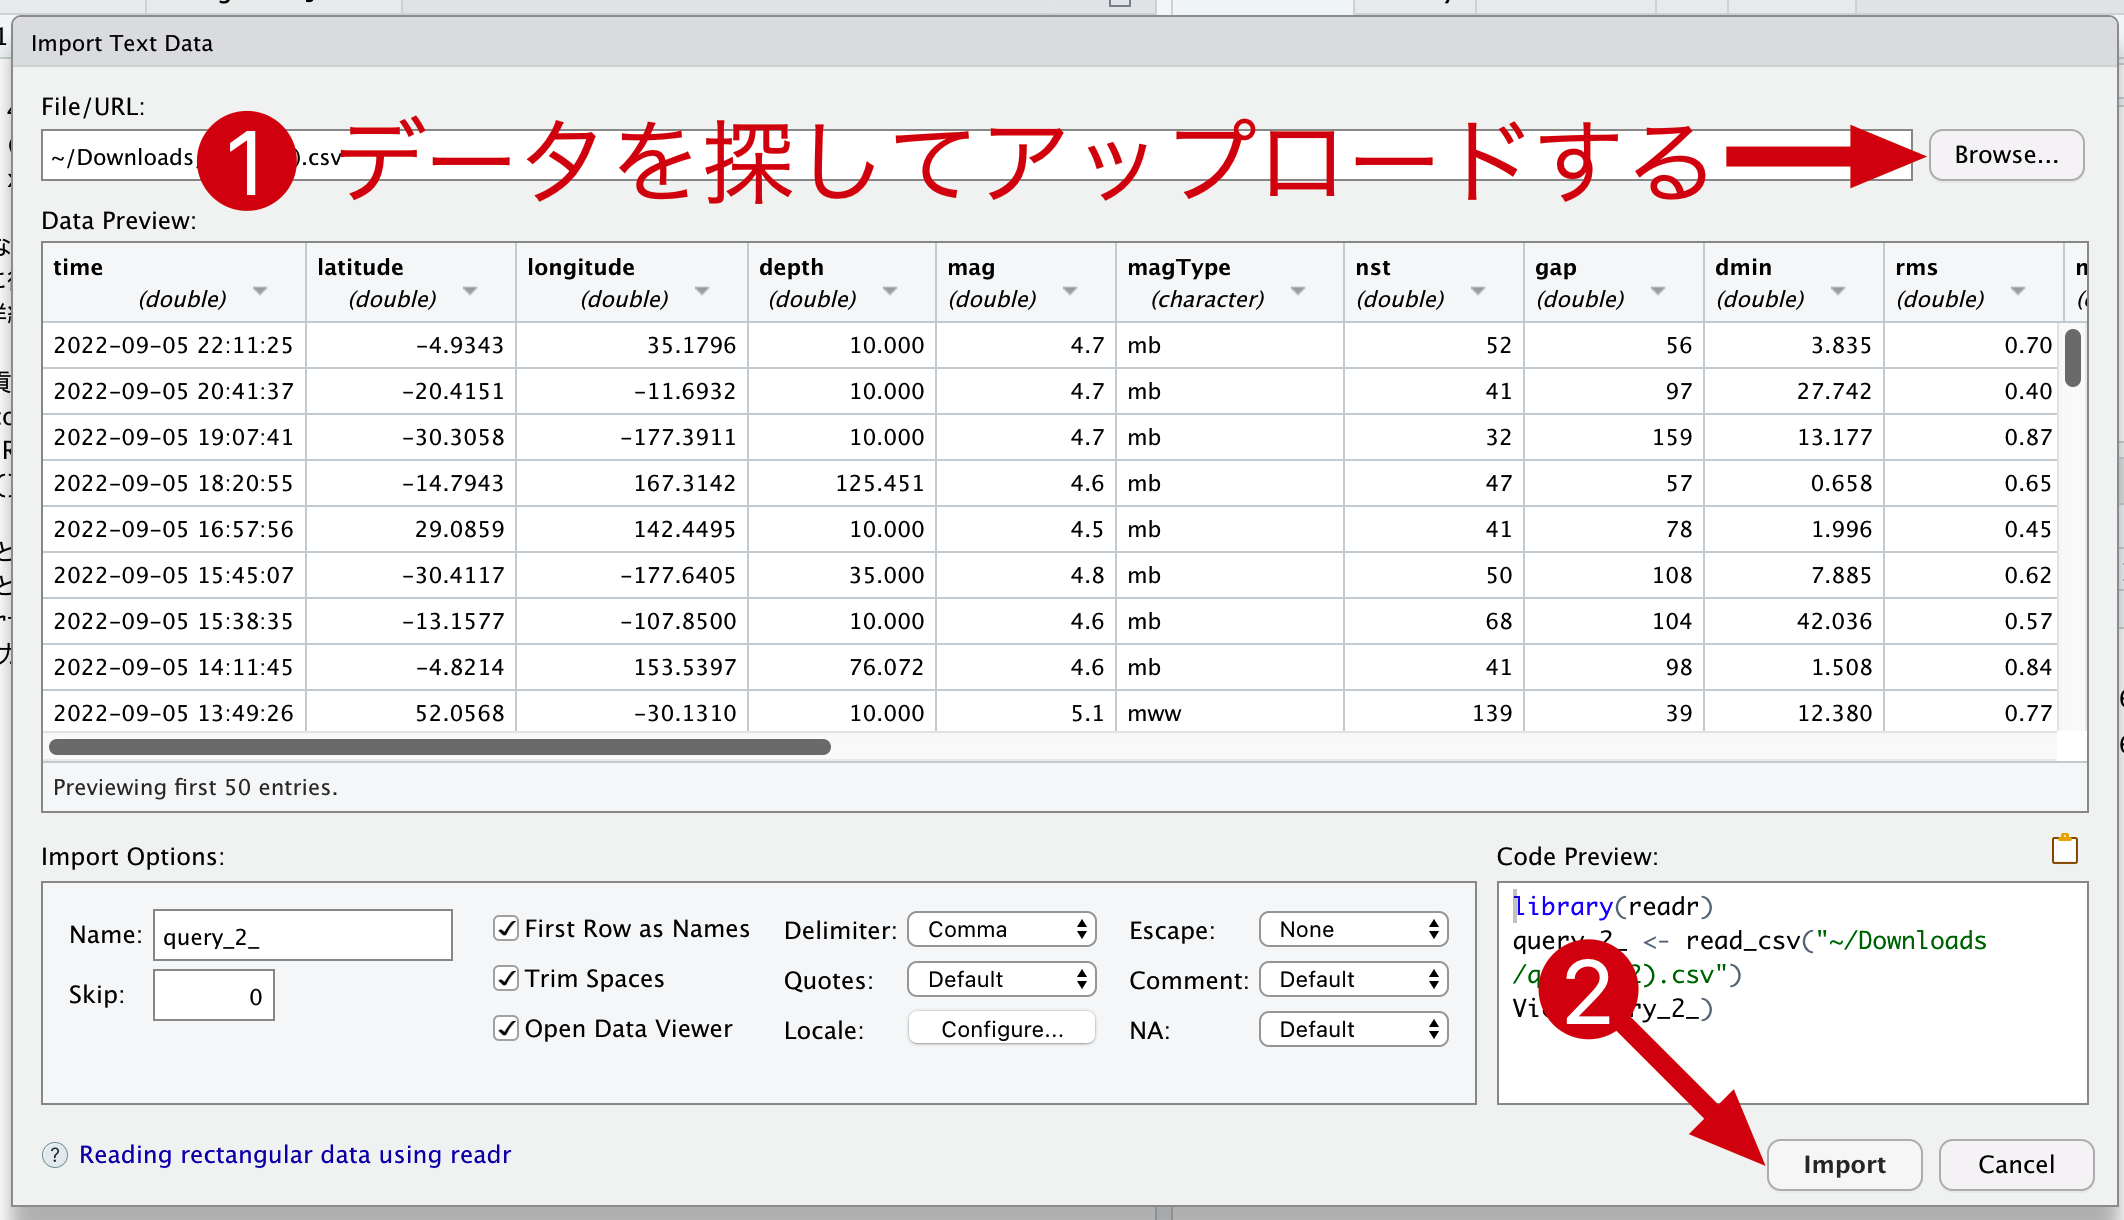 Import Text Data
File/URL:
~/Downloads ).csv
1 データを探してアップロードする
Browse...
Data Preview:
time latitude longitude depth mag magType nst gap dmin rms
(double) (double) (double) (double) (double) (character) (double) (double) (double) (double)
2022-09-05 22:11:25 -4.9343 35.1796 10.000 4.7 mb 52 56 3.835 0.70
2022-09-05 20:41:37 -20.4151 -11.6932 10.000 4.7 mb 41 97 27.742 0.40
2022-09-05 19:07:41 -30.3058 -177.3911 10.000 4.7 mb 32 159 13.177 0.87
2022-09-05 18:20:55 -14.7943 167.3142 125.451 4.6 mb 47 57 0.658 0.65
2022-09-05 16:57:56 29.0859 142.4495 10.000 4.5 mb 41 78 1.996 0.45
2022-09-05 15:45:07 -30.4117 -177.6405 35.000 4.8 mb 50 108 7.885 0.62
2022-09-05 15:38:35 -13.1577 -107.8500 10.000 4.6 mb 68 104 42.036 0.57
2022-09-05 14:11:45 -4.8214 153.5397 76.072 4.6 mb 41 98 1.508 0.84
2022-09-05 13:49:26 52.0568 -30.1310 10.000 5.1 mww 139 39 12.380 0.77
Previewing first 50 entries.
Import Options:
Name: query_2_
Skip: 0
First Row as Names
Trim Spaces
Open Data Viewer
Delimiter: Comma
Quotes: Default
Locale: Configure...
Escape: None
Comment: Default
NA: Default
Code Preview:
library(readr)
query_2_ <- read_csv("~/Downloads
/q 2).csv")
Vi ry_2_)
2
? Reading rectangular data using readr
Import
Cancel